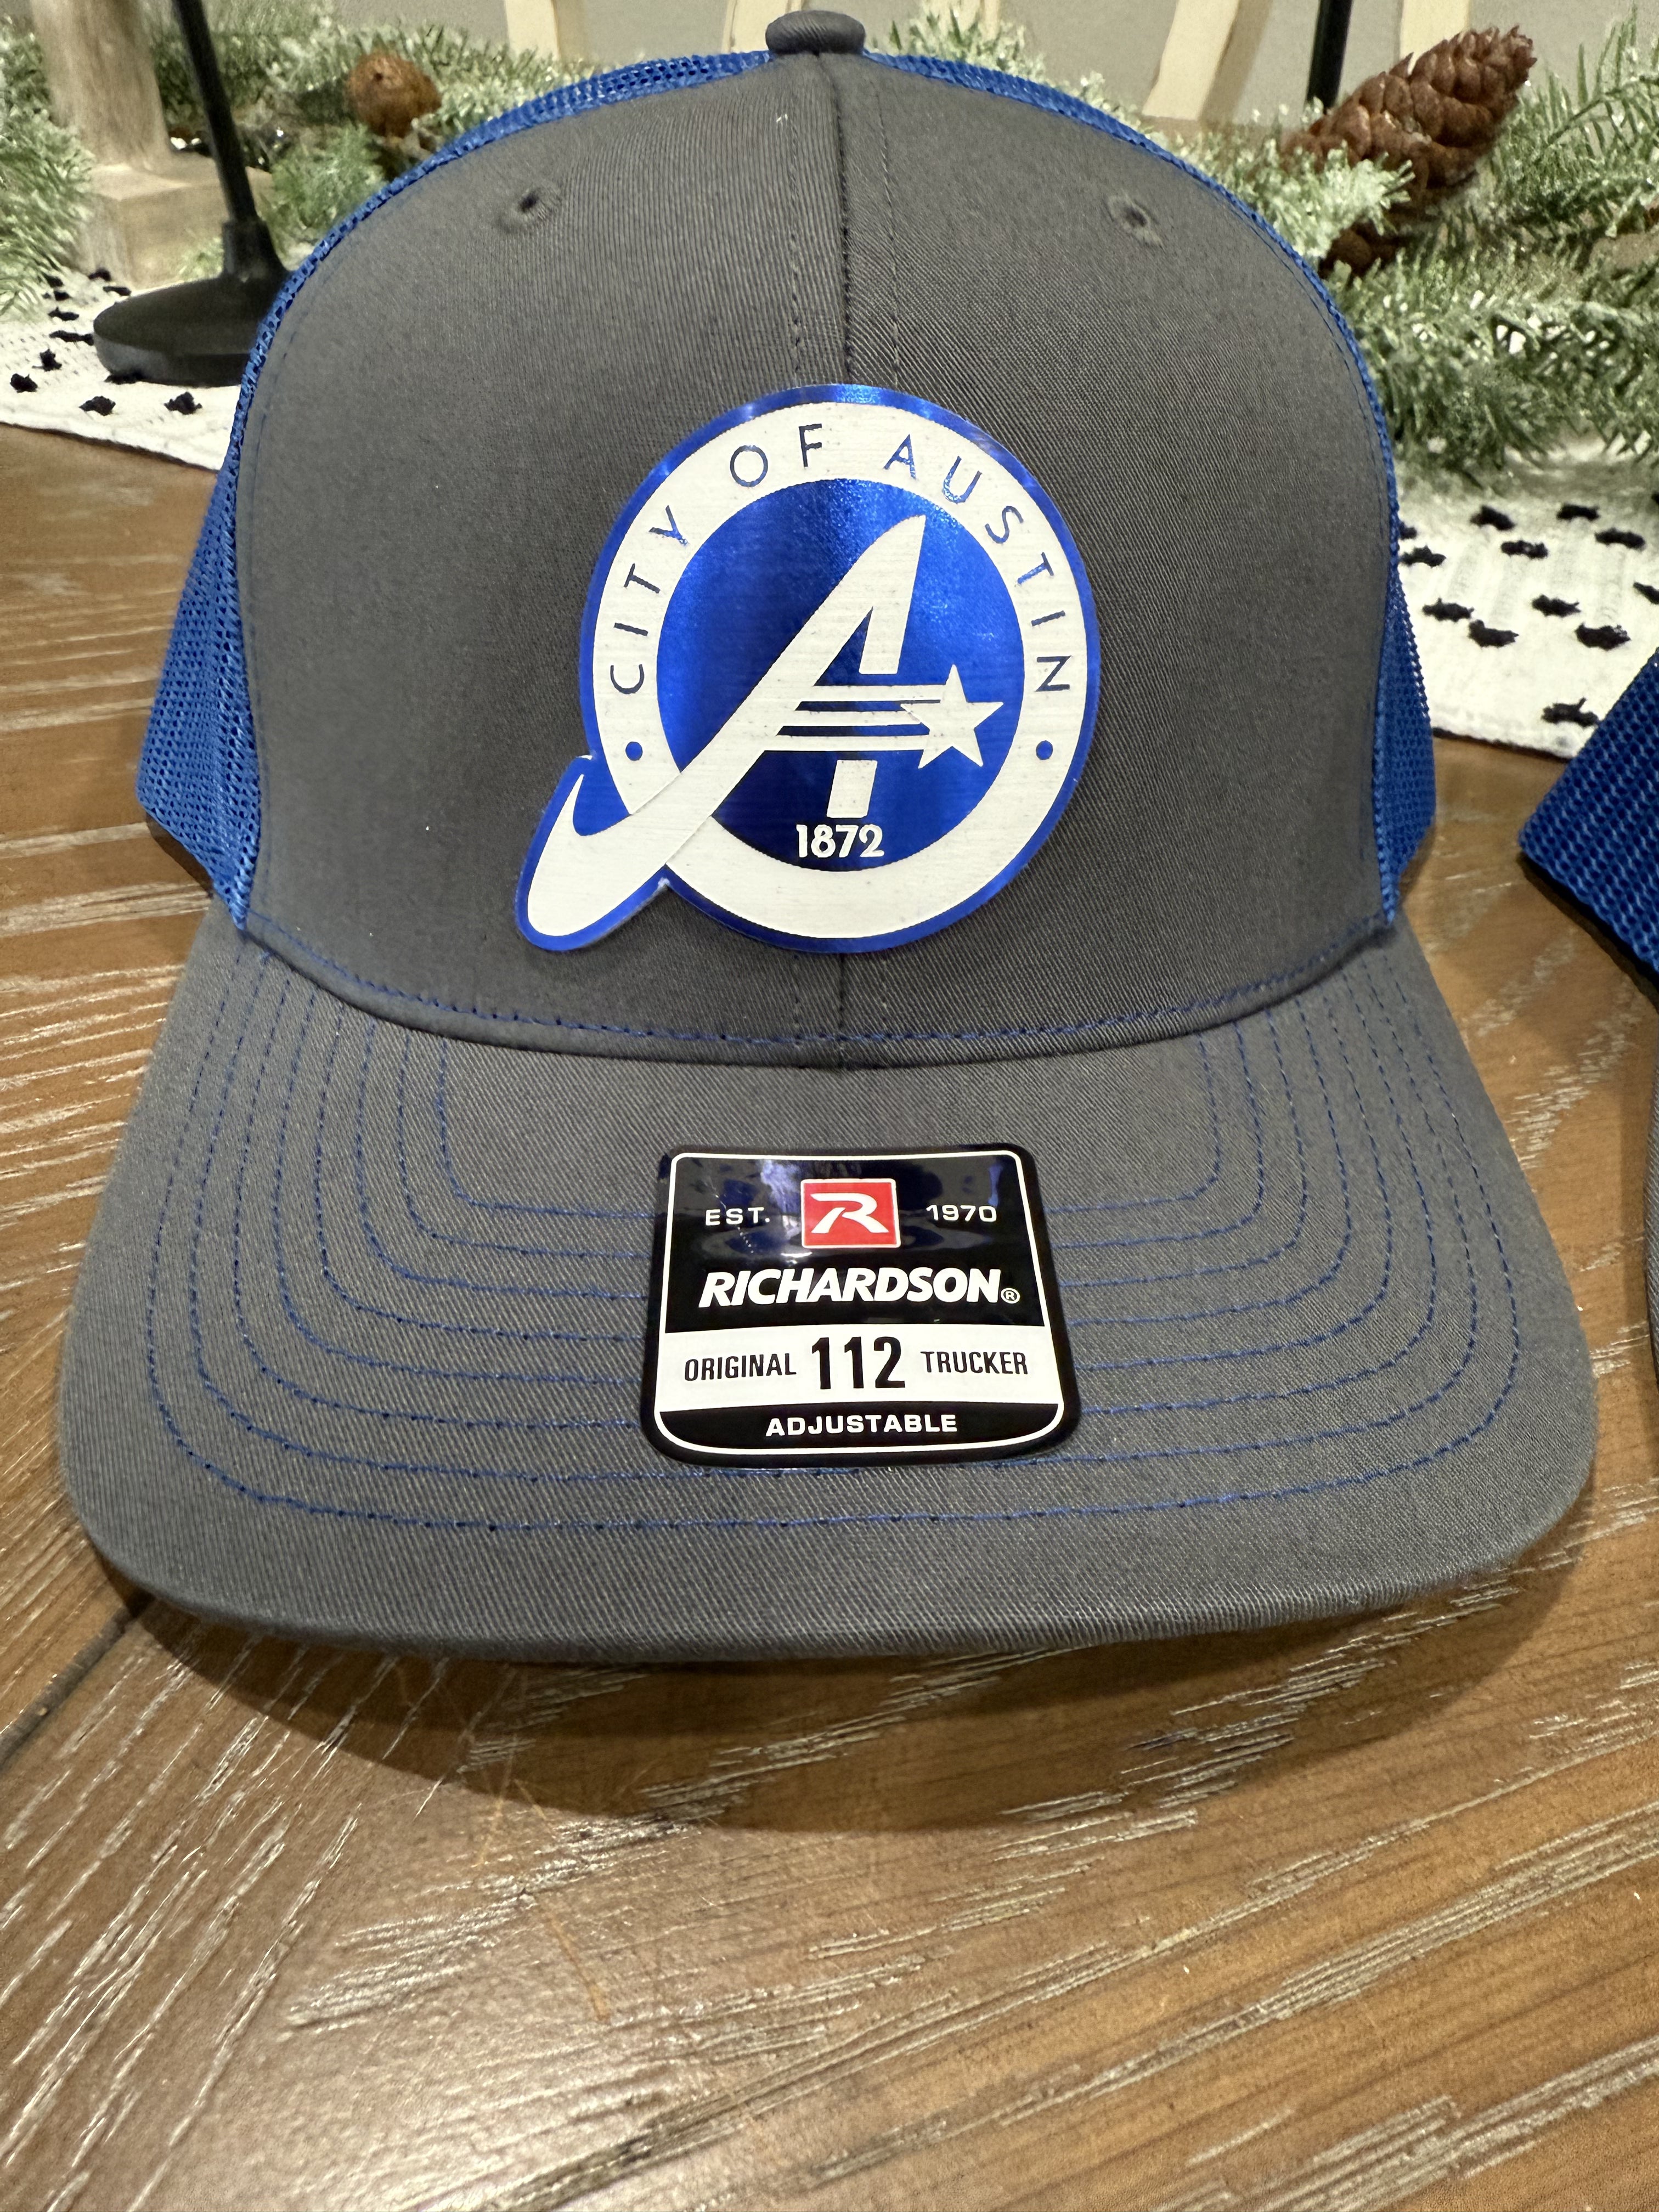 CITY OF AUSTIN
1872
EST. R 1970
RICHARDSON®
ORIGINAL 112 TRUCKER
ADJUSTABLE